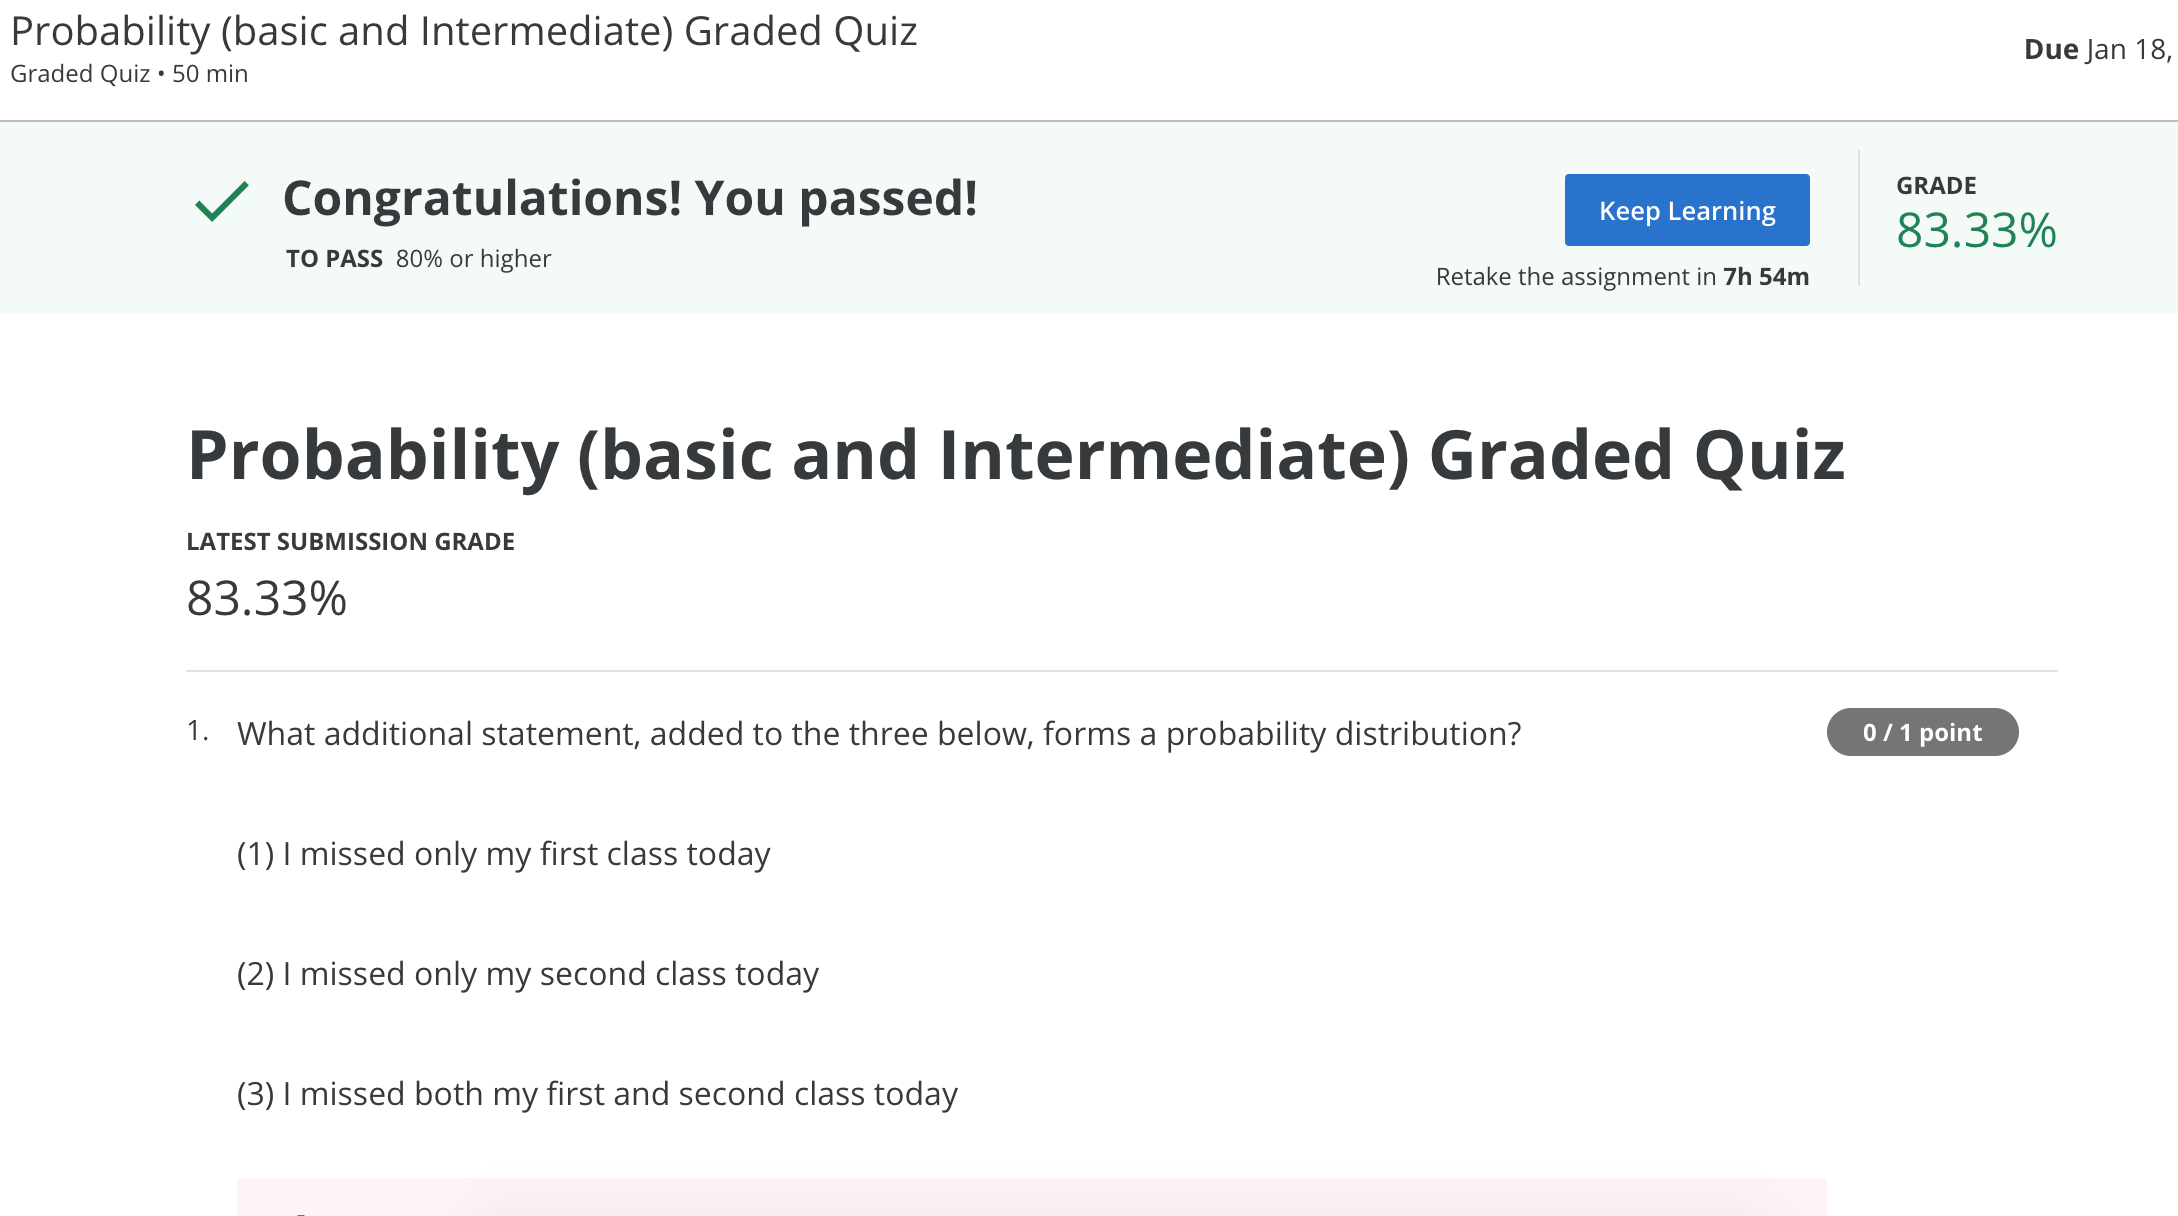 Probability (basic and Intermediate) Graded Quiz
Graded Quiz • 50 min
Due Jan 18,
Congratulations! You passed!
TO PASS 80% or higher
Keep Learning
Retake the assignment in 7h 54m
GRADE
83.33%
Probability (basic and Intermediate) Graded Quiz
LATEST SUBMISSION GRADE
83.33%
1. What additional statement, added to the three below, forms a probability distribution?
0 / 1 point
(1) I missed only my first class today
(2) I missed only my second class today
(3) I missed both my first and second class today